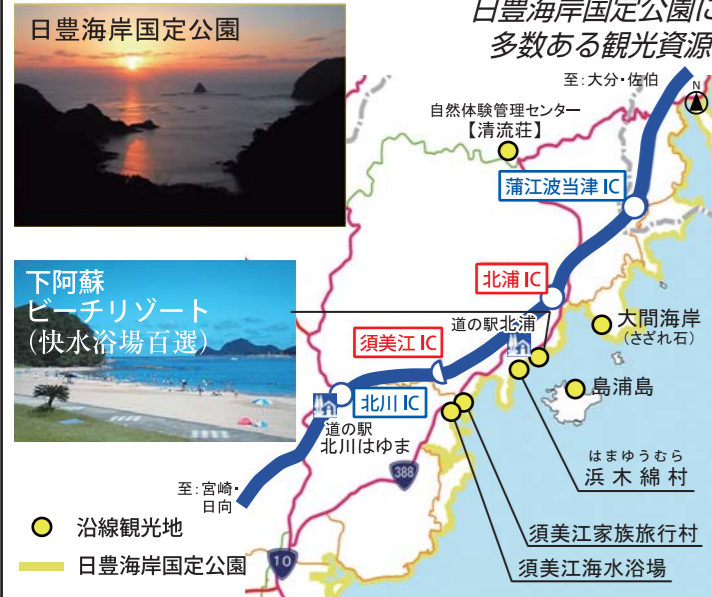 日豊海岸国定公園に
多数ある観光資源
日豊海岸国定公園
至:大分・佐伯
N
自然体験管理センター
【清流荘】
蒲江波当津 IC
北浦 IC
下阿蘇
ビーチリゾート
(快水浴場百選)
道の駅北浦
大間海岸
(さざれ石)
須美江 IC
島浦島
北川 IC
道の駅
北川はゆま
はまゆうむら
浜木綿村
388
至:宮崎・
日向
沿線観光地
須美江家族旅行村
日豊海岸国定公園
10
須美江海水浴場